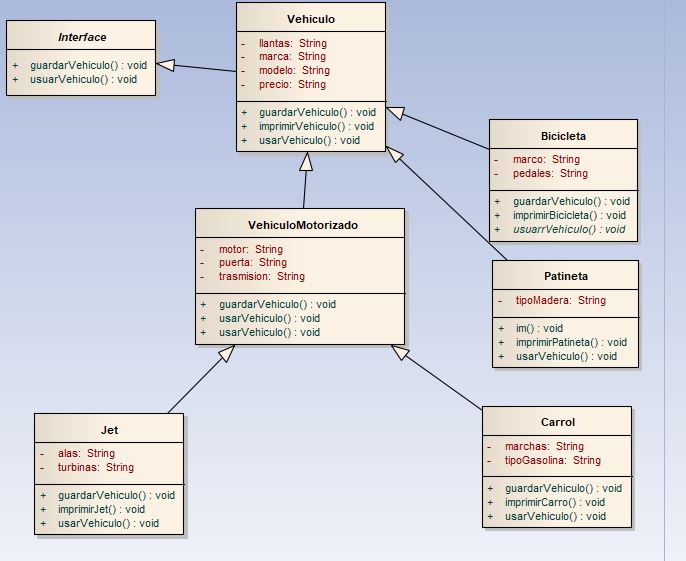 Interface
+ guardarVehiculo() : void
+ usuarVehiculo() : void
Vehiculo
- llantas: String
- marca: String
- modelo: String
- precio: String
+ guardarVehiculo() : void
+ imprimirVehiculo() : void
+ usarVehiculo() : void
Bicicleta
- marco: String
- pedales: String
+ guardarVehiculo() : void
+ imprimirBicicleta() : void
+ usuarrVehiculo() : void
VehiculoMotorizado
- motor: String
- puerta: String
- trasmision: String
+ guardarVehiculo() : void
+ usarVehiculo() : void
+ usarVehiculo() : void
Patineta
- tipoMadera: String
+ im() : void
+ imprimirPatineta() : void
+ usarVehiculo() : void
Jet
- alas: String
- turbinas: String
+ guardarVehiculo() : void
+ imprimirJet() : void
+ usarVehiculo() : void
Carrol
- marchas: String
- tipoGasolina: String
+ guardarVehiculo() : void
+ imprimirCarro() : void
+ usarVehiculo() : void